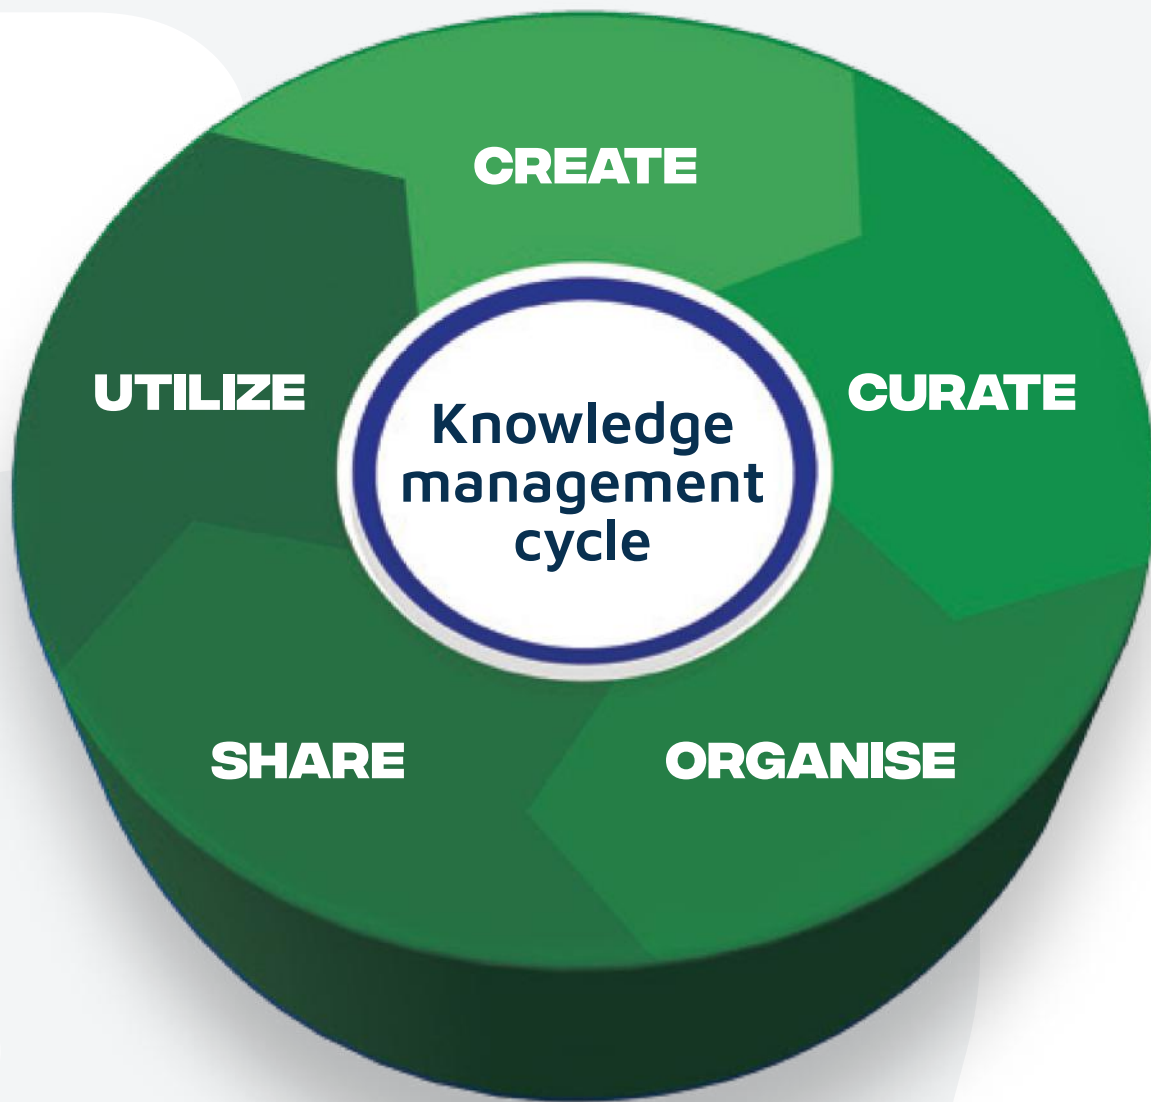 CREATE
CURATE
ORGANISE
SHARE
UTILIZE
Knowledge
management
cycle